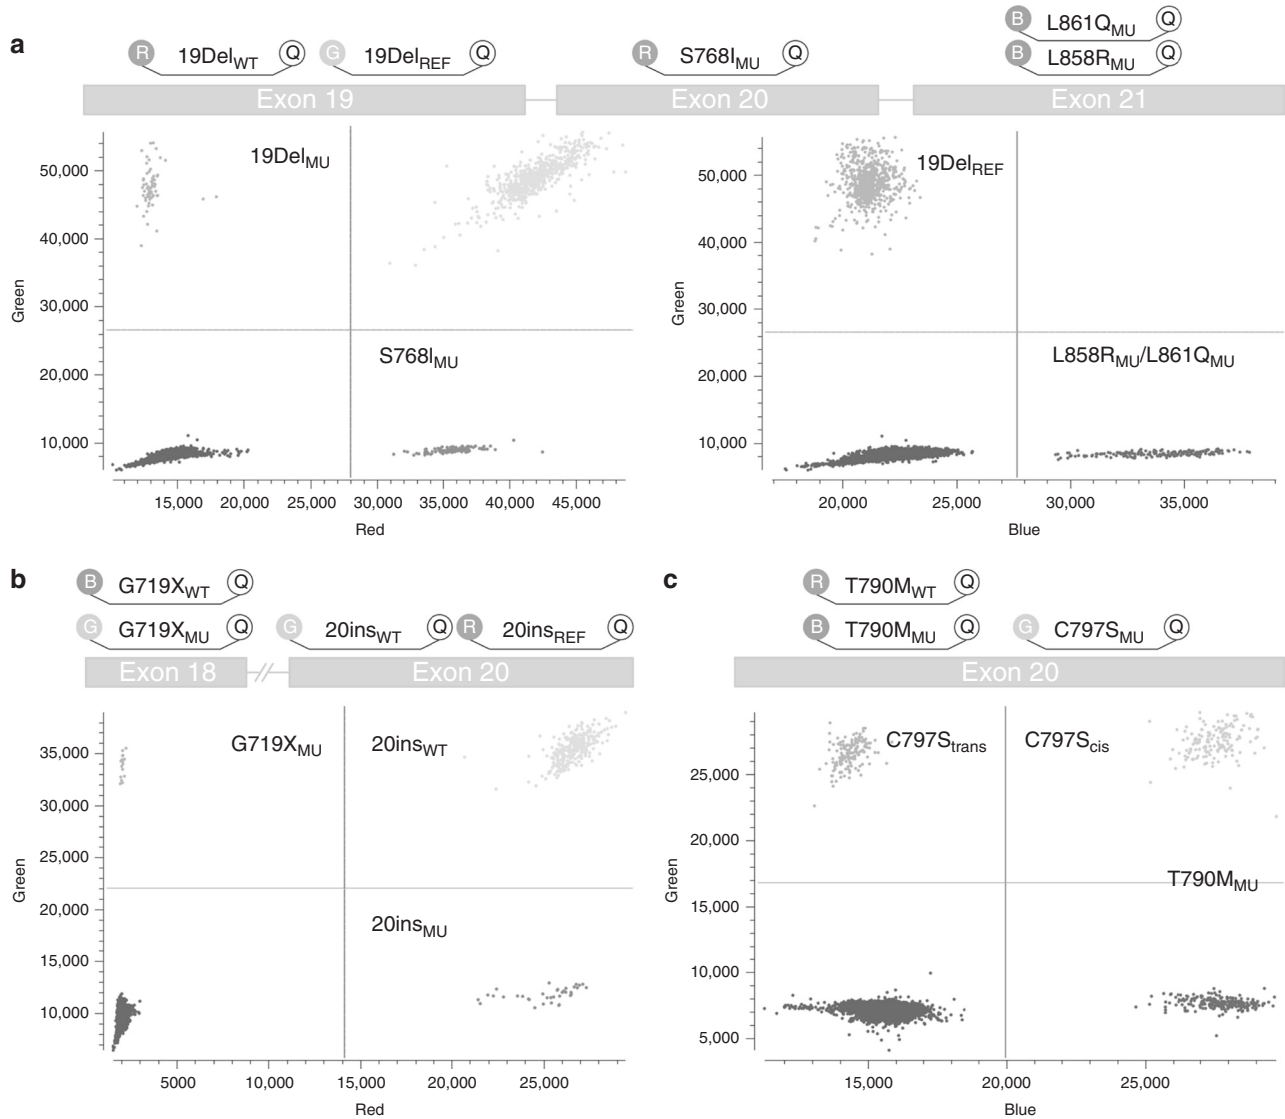 a
B L861QMU Q
R 19DelWT Q G 19DelREF Q R S768IMU Q B L858RMU Q
Exon 19 Exon 20 Exon 21
19DelMU
S768IMU
50,000
40,000
30,000
20,000
10,000
Green
15,000 20,000 25,000 30,000 35,000 40,000 45,000
Red
19DelREF
L858RMU/L861QMU
50,000
40,000
30,000
20,000
10,000
Green
20,000 25,000 30,000 35,000
Blue
b
B G719XWT Q
G G719XMU Q G 20insWT Q R 20insREF Q
Exon 18 Exon 20
G719XMU 20insWT
20insMU
35,000
30,000
25,000
20,000
15,000
10,000
Green
5000 10,000 15,000 20,000 25,000
Red
c
R T790MWT Q
B T790MMU Q G C797SMU Q
Exon 20
C797Strans C797Scis
T790MMU
25,000
20,000
15,000
10,000
5,000
Green
15,000 20,000 25,000
Blue